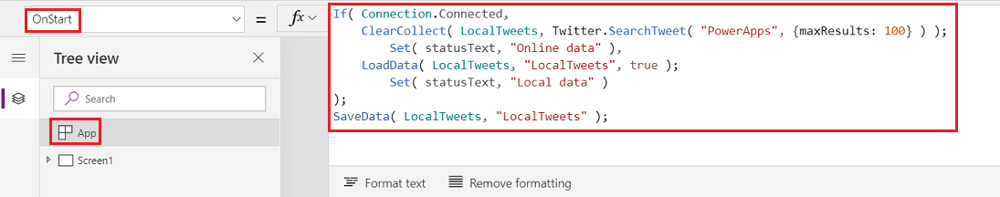 OnStart = fx If( Connection.Connected,
ClearCollect( LocalTweets, Twitter.SearchTweet( "PowerApps", {maxResults: 100} ) );
Set( statusText, "Online data" ),
LoadData( LocalTweets, "LocalTweets", true );
Set( statusText, "Local data" )
);
SaveData( LocalTweets, "LocalTweets" );
Tree view
Search
App
Screen1
Format text Remove formatting